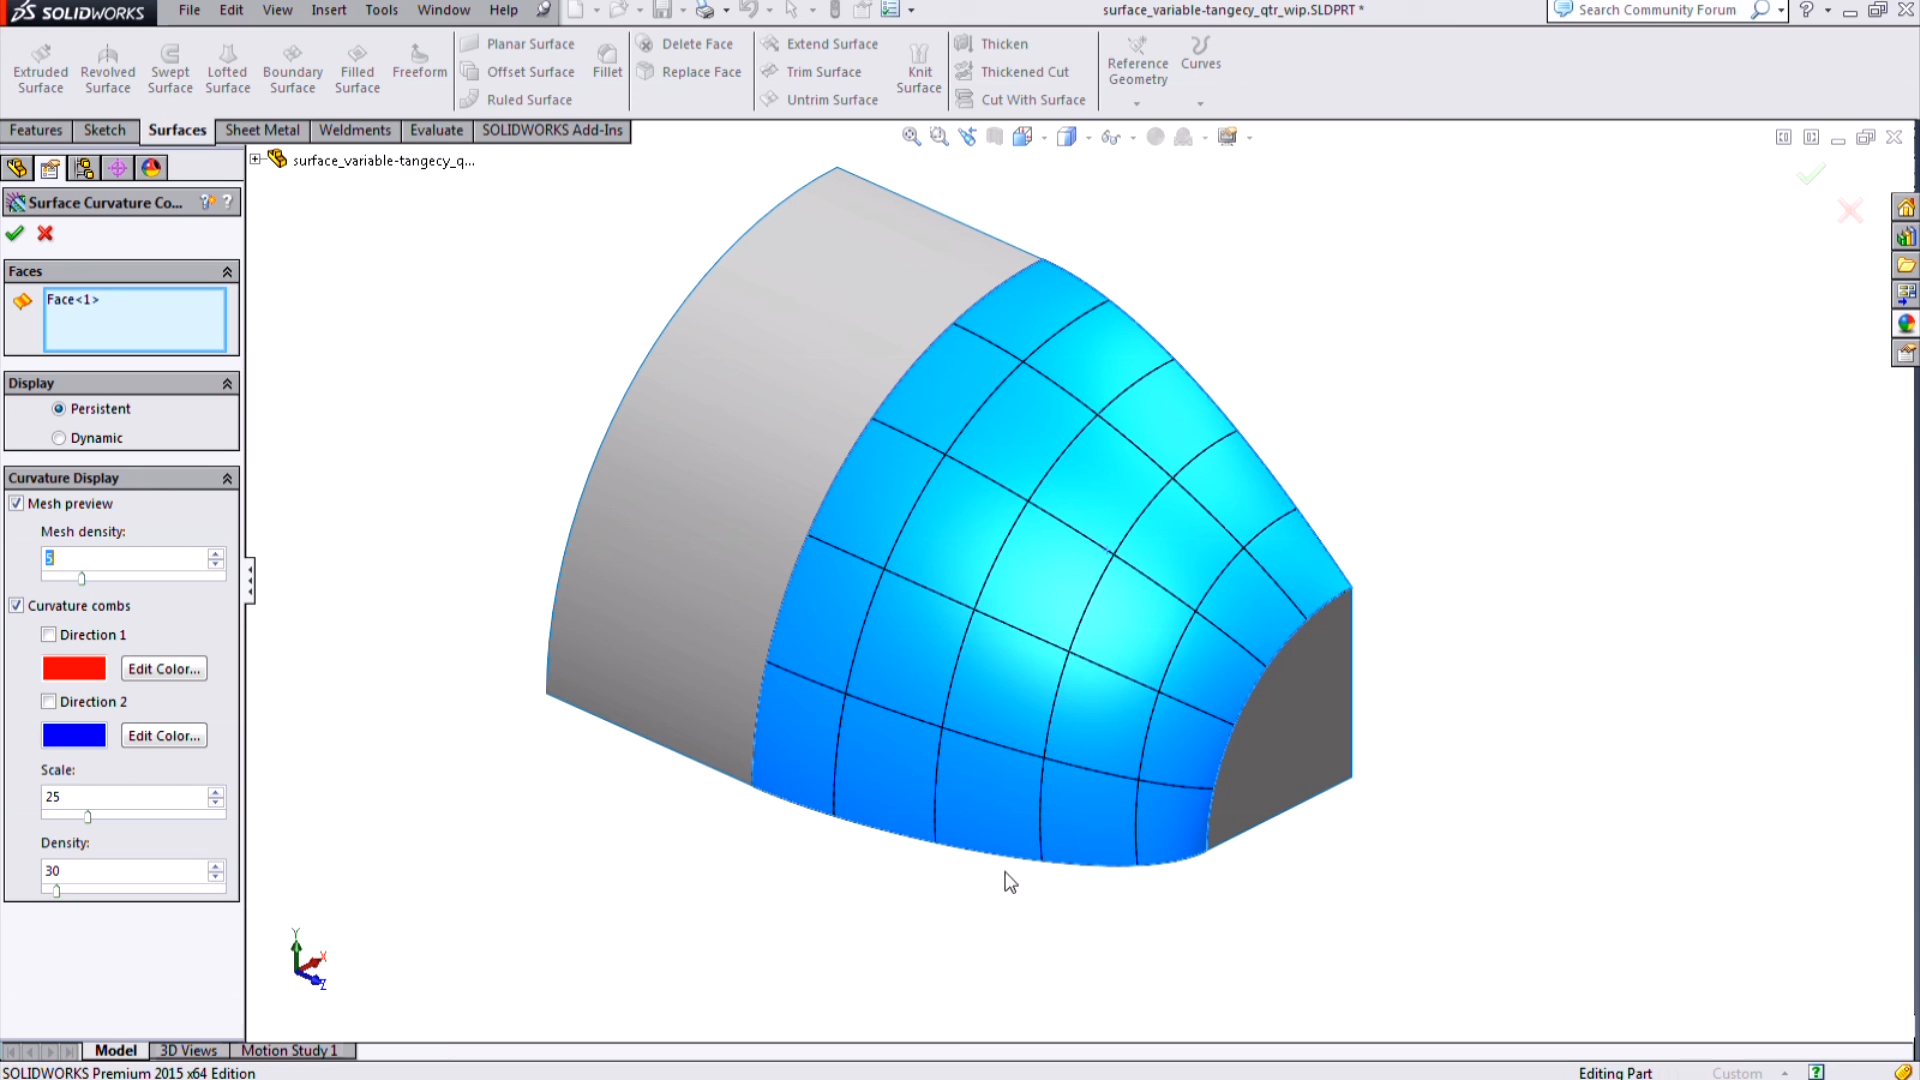 SOLIDWORKS File Edit View Insert Tools Window Help surface_variable-tangecy_qtr_wip.SLDPRT * Search Community Forum ?
Extruded Surface
Revolved Surface
Swept Surface
Lofted Surface
Boundary Surface
Filled Surface
Freeform
Planar Surface
Offset Surface
Ruled Surface
Fillet
Delete Face
Replace Face
Extend Surface
Trim Surface
Untrim Surface
Knit Surface
Thicken
Thickened Cut
Cut With Surface
Reference Geometry
Curves
Features Sketch Surfaces Sheet Metal Weldments Evaluate SOLIDWORKS Add-Ins
surface_variable-tangecy_q...
Surface Curvature Co... ? ?
Faces
Face<1>
Display
Persistent
Dynamic
Curvature Display
Mesh preview
Mesh density:
5
Curvature combs
Direction 1
Edit Color...
Direction 2
Edit Color...
Scale:
25
Density:
30
Y
X
Z
Model 3D Views Motion Study 1
SOLIDWORKS Premium 2015 x64 Edition Editing Part Custom ?